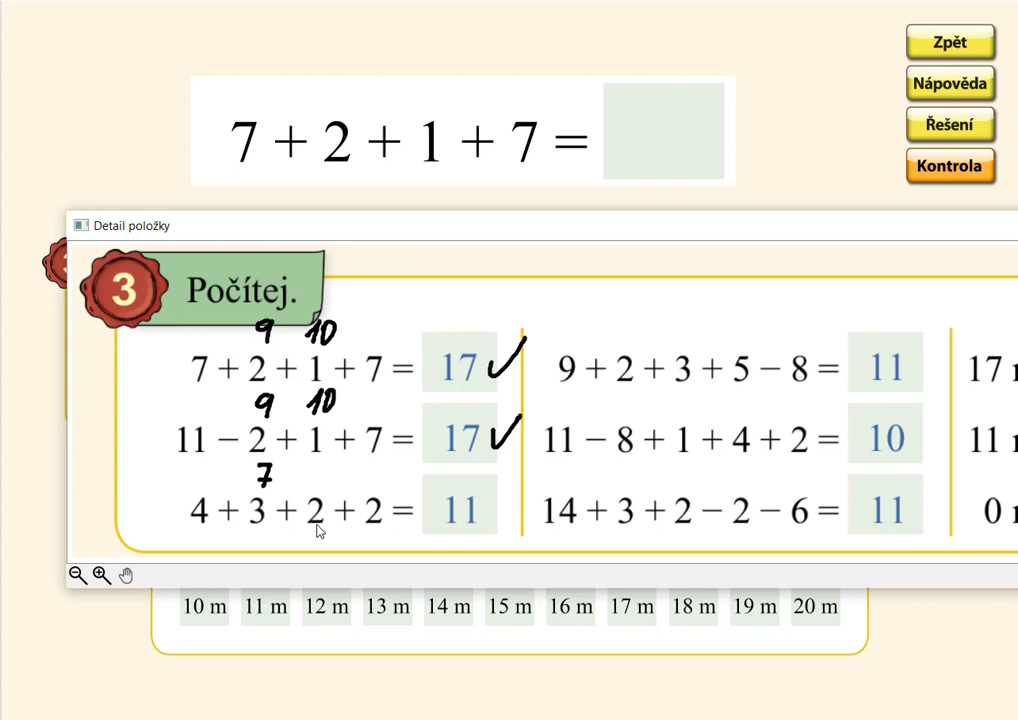 Zpět
7 + 2 + 1 + 7 =
Nápověda
Řešení
Kontrola
Detail položky
3 Počítej.
9 10
7 + 2 + 1 + 7 = 17 9 + 2 + 3 + 5 − 8 = 11 17
9 10
11 − 2 + 1 + 7 = 17 11 − 8 + 1 + 4 + 2 = 10 11
7
4 + 3 + 2 + 2 = 11 14 + 3 + 2 − 2 − 6 = 11 0
10 m 11 m 12 m 13 m 14 m 15 m 16 m 17 m 18 m 19 m 20 m